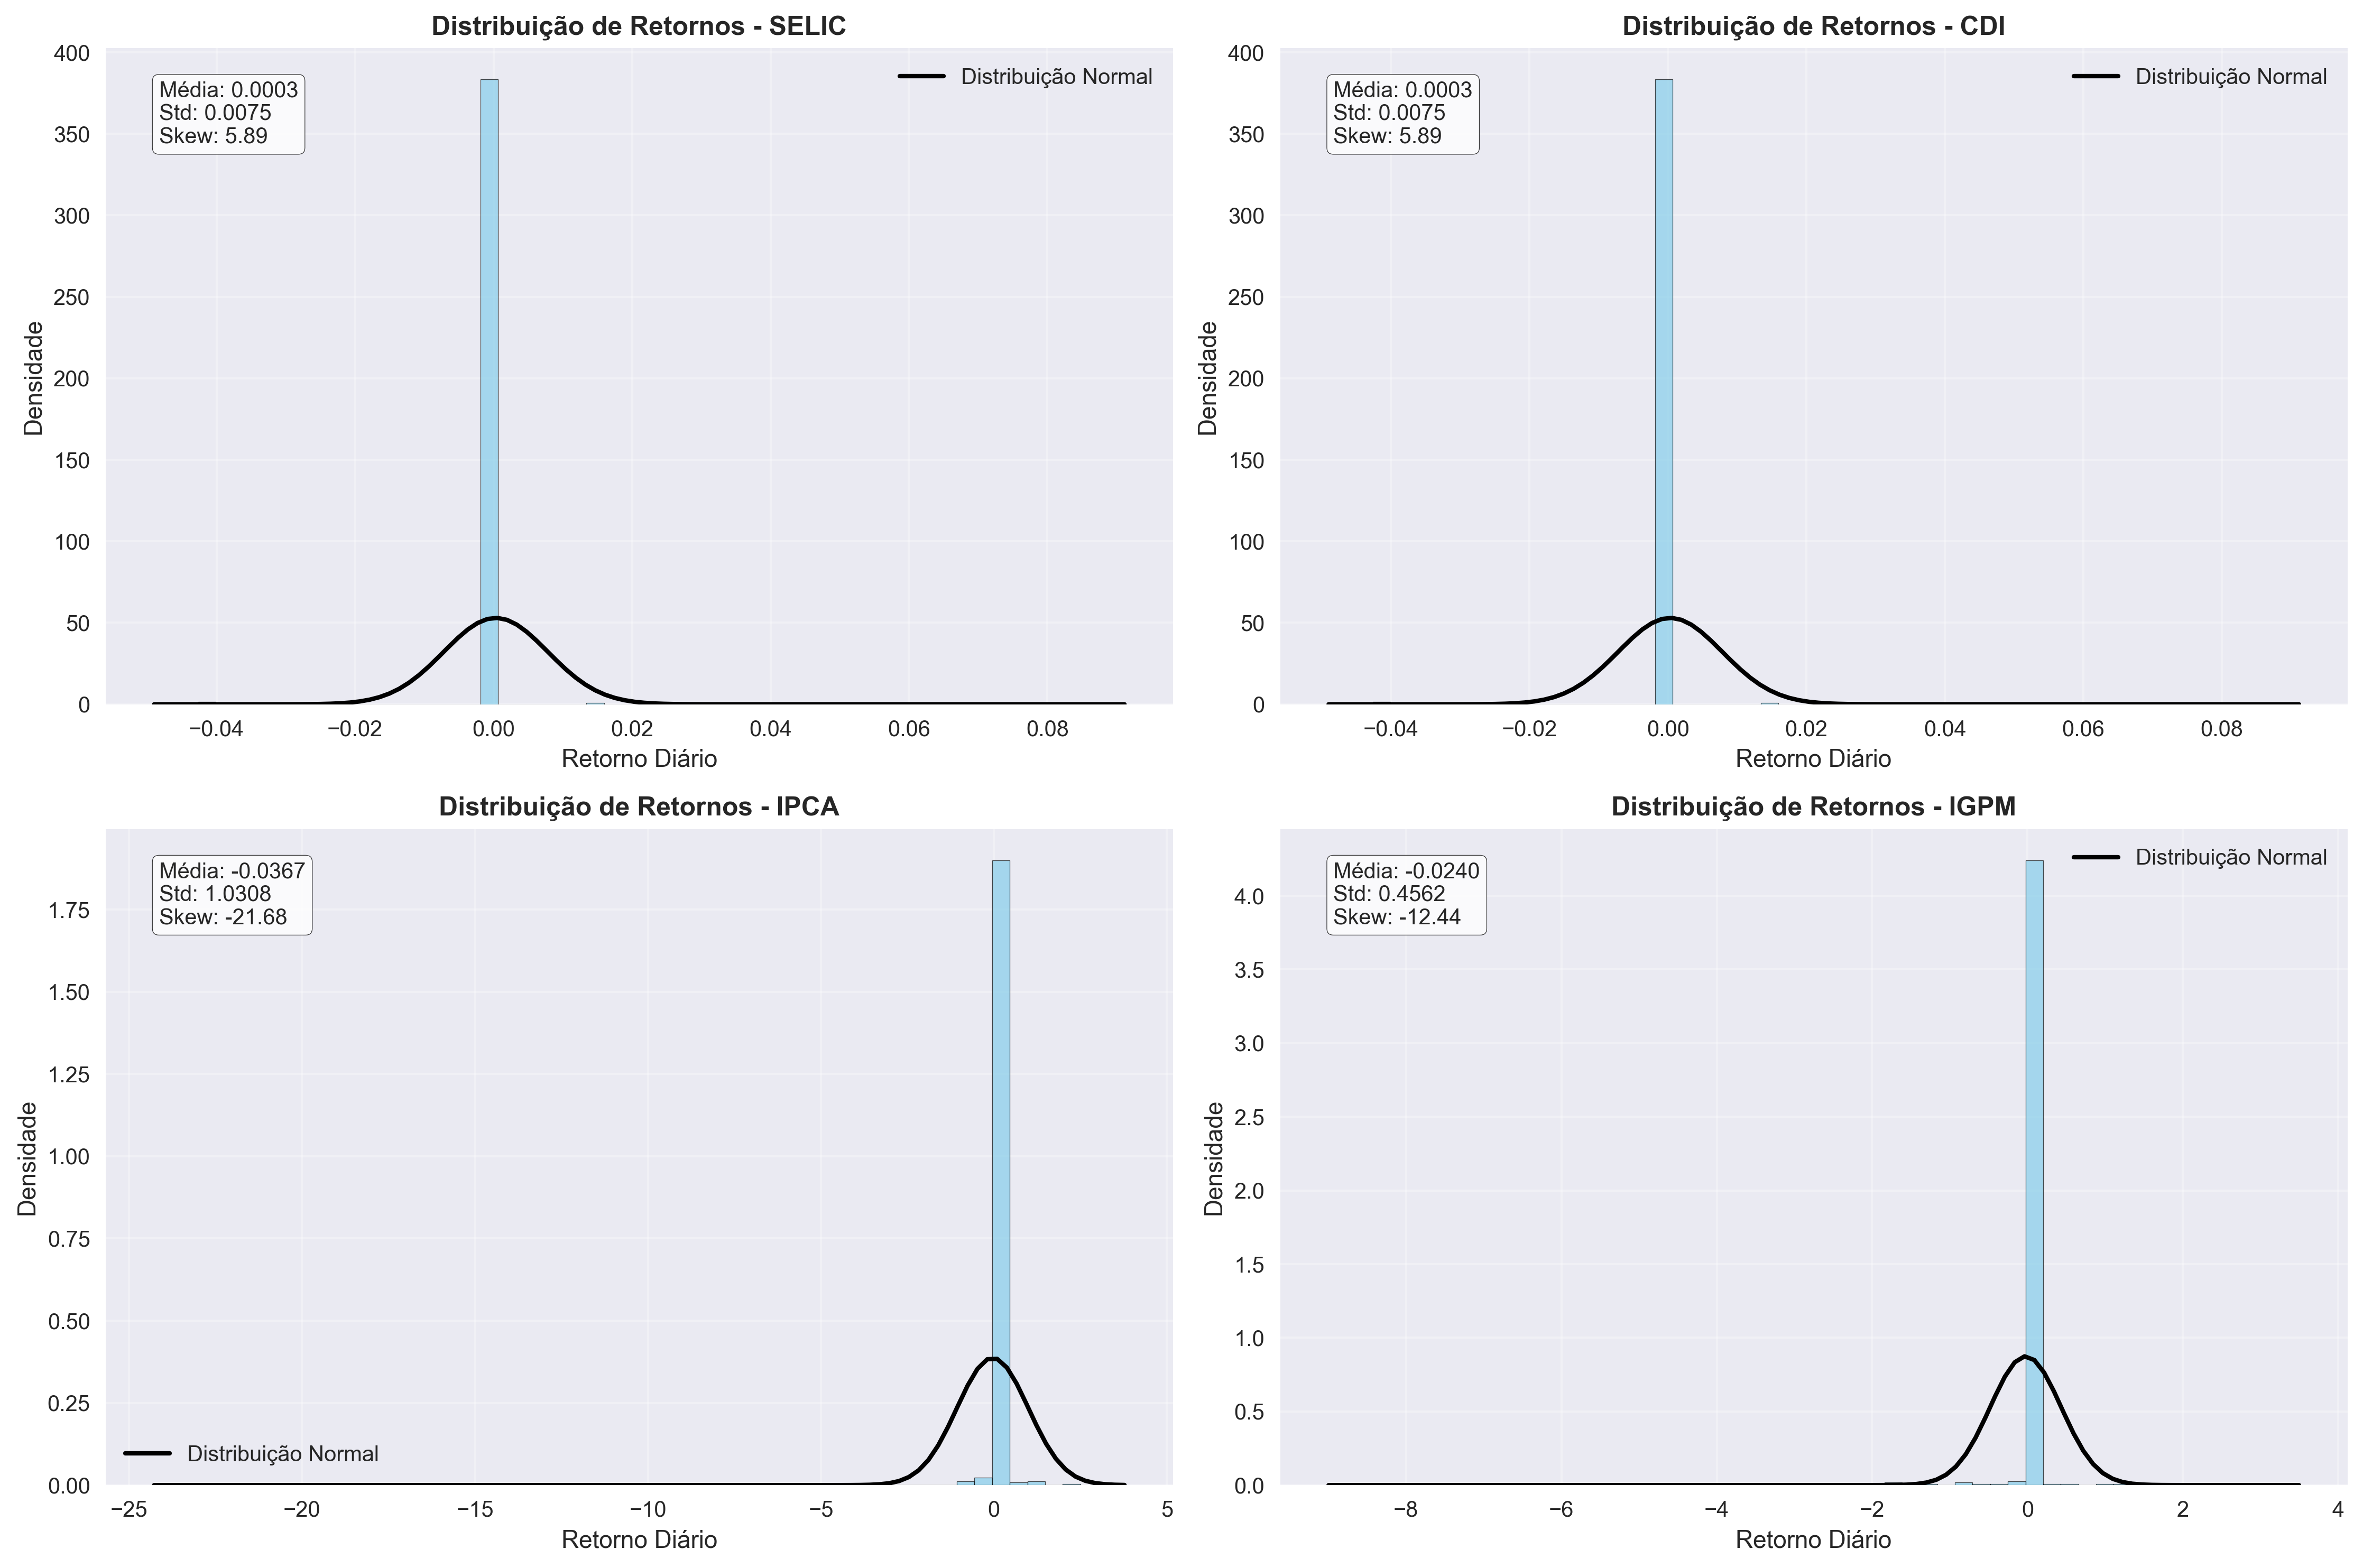 Distribuição de Retornos - SELIC
400
350
300
250
200
150
100
50
0
Densidade
Média: 0.0003
Std: 0.0075
Skew: 5.89
Distribuição Normal
−0.04
−0.02
0.00
0.02
0.04
0.06
0.08
Retorno Diário
Distribuição de Retornos - CDI
400
350
300
250
200
150
100
50
0
Densidade
Média: 0.0003
Std: 0.0075
Skew: 5.89
Distribuição Normal
−0.04
−0.02
0.00
0.02
0.04
0.06
0.08
Retorno Diário
Distribuição de Retornos - IPCA
1.75
1.50
1.25
1.00
0.75
0.50
0.25
0.00
Densidade
Média: -0.0367
Std: 1.0308
Skew: -21.68
Distribuição Normal
−25
−20
−15
−10
−5
0
5
Retorno Diário
Distribuição de Retornos - IGPM
4.0
3.5
3.0
2.5
2.0
1.5
1.0
0.5
0.0
Densidade
Média: -0.0240
Std: 0.4562
Skew: -12.44
Distribuição Normal
−8
−6
−4
−2
0
2
4
Retorno Diário